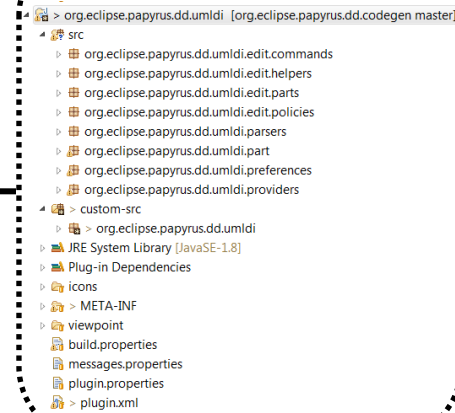 > org.eclipse.papyrus.dd.umldi [org.eclipse.papyrus.dd.codegen master]
src
org.eclipse.papyrus.dd.umldi.edit.commands
org.eclipse.papyrus.dd.umldi.edit.helpers
org.eclipse.papyrus.dd.umldi.edit.parts
org.eclipse.papyrus.dd.umldi.edit.policies
org.eclipse.papyrus.dd.umldi.parsers
org.eclipse.papyrus.dd.umldi.part
org.eclipse.papyrus.dd.umldi.preferences
org.eclipse.papyrus.dd.umldi.providers
> custom-src
> org.eclipse.papyrus.dd.umldi
JRE System Library [JavaSE-1.8]
Plug-in Dependencies
icons
> META-INF
viewpoint
build.properties
messages.properties
plugin.properties
> plugin.xml